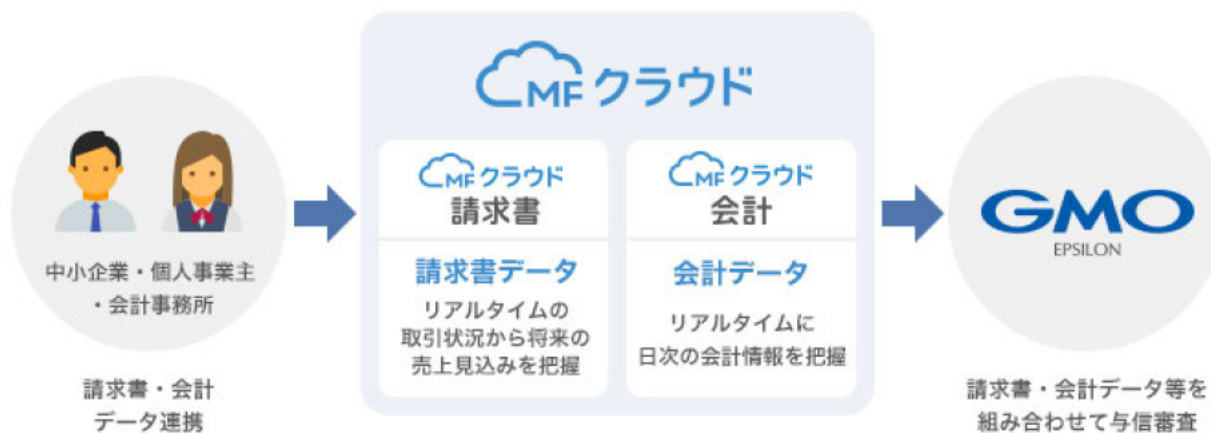 MFクラウド
MFクラウド
請求書
請求書データ
リアルタイムの
取引状況から将来の
売上見込みを把握
MFクラウド
会計
会計データ
リアルタイムに
日次の会計情報を把握
中小企業・個人事業主
・会計事務所
請求書・会計
データ連携
GMO
EPSILON
請求書・会計データ等を
組み合わせて与信審査